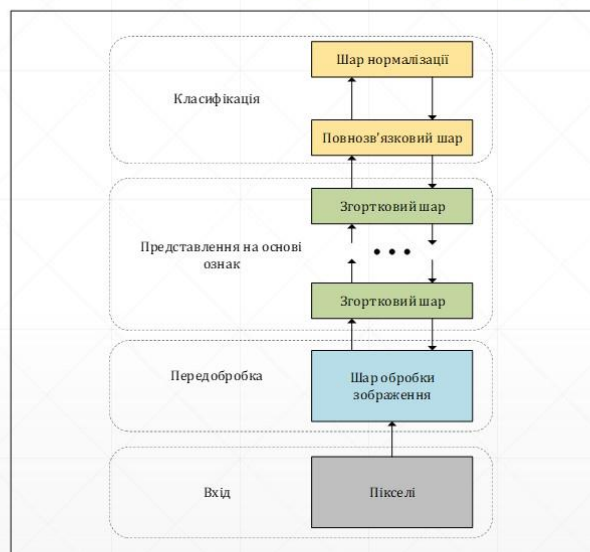 Шар нормалізації
Класифікація
Повнозв'язковий шар
Згортковий шар
Представлення на основі
ознак
Згортковий шар
Передобробка
Шар обробки
зображення
Вхід
Пікселі